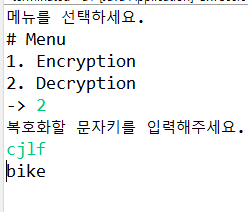 메뉴를 선택하세요.
# Menu
1. Encryption
2. Decryption
-> 2
복호화할 문자키를 입력해주세요.
cjlf
bike